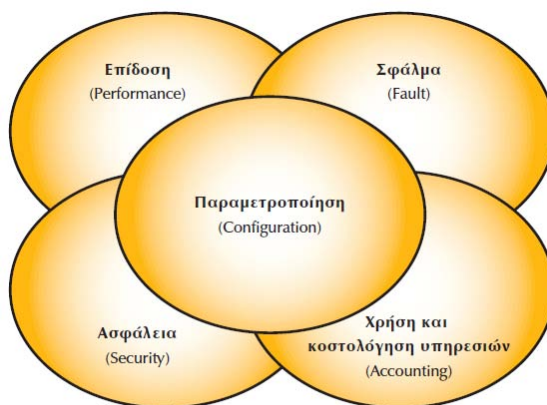 Επίδοση
(Performance)
Σφάλμα
(Fault)
Παραμετροποίηση
(Configuration)
Ασφάλεια
(Security)
Χρήση και
κοστολόγηση υπηρεσιών
(Accounting)